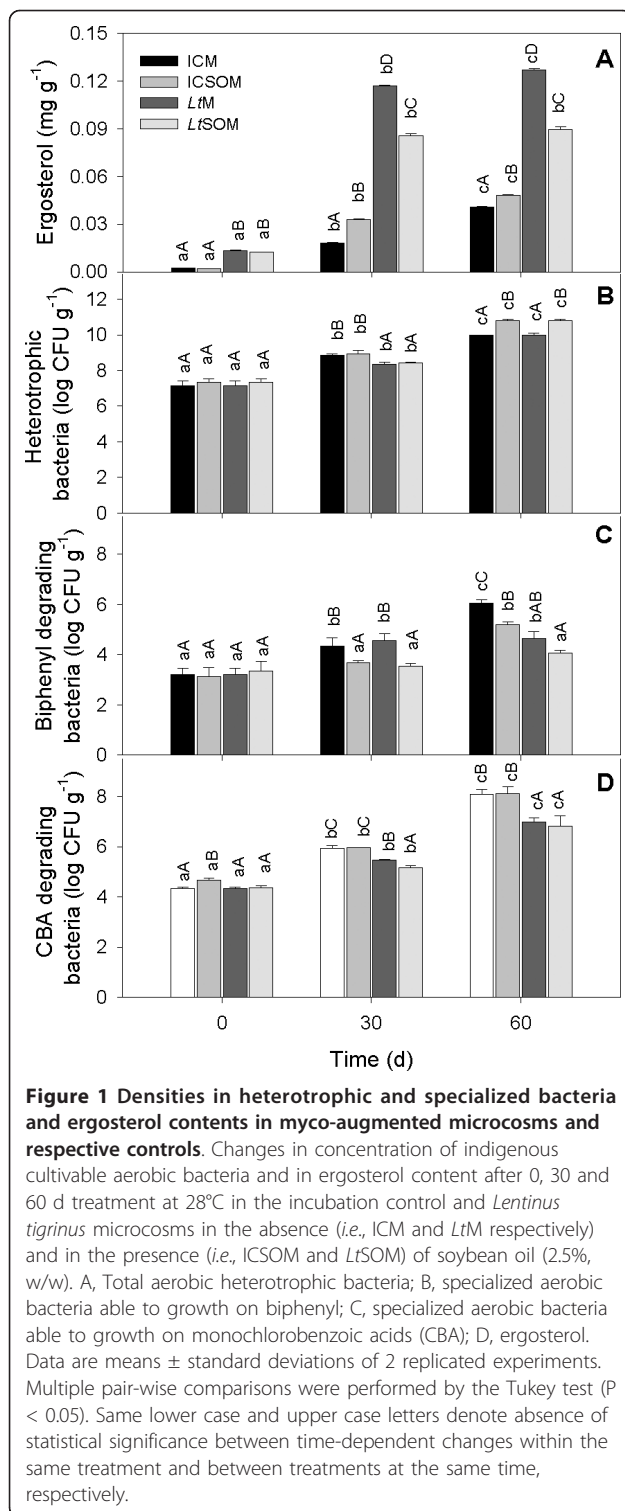 0.15
0.12
0.09
0.06
0.03
0.00
Ergosterol (mg g-1)
ICM
ICSOM
LtM
LtSOM
A
aA
aA
aB
aB
bA
bB
bD
bC
cA
cB
cD
bC
12
10
8
6
4
2
0
Heterotrophic
bacteria (log CFU g-1)
B
aA
aA
aA
aA
bB
bB
bA
bA
cA
cB
cA
cB
8
6
4
2
0
Biphenyl degrading
bacteria (log CFU g-1)
C
aA
aA
aA
aA
bB
aA
bB
aA
cC
bB
bAB
aA
8
6
4
2
0
CBA degrading
bacteria (log CFU g-1)
D
aA
aB
aA
aA
bC
bC
bB
bA
cB
cB
cA
cA
0
30
60
Time (d)
Figure 1 Densities in heterotrophic and specialized bacteria
and ergosterol contents in myco-augmented microcosms and
respective controls. Changes in concentration of indigenous
cultivable aerobic bacteria and in ergosterol content after 0, 30 and
60 d treatment at 28°C in the incubation control and Lentinus
tigrinus microcosms in the absence (i.e., ICM and LtM respectively)
and in the presence (i.e., ICSOM and LtSOM) of soybean oil (2.5%,
w/w). A, Total aerobic heterotrophic bacteria; B, specialized aerobic
bacteria able to growth on biphenyl; C, specialized aerobic bacteria
able to growth on monochlorobenzoic acids (CBA); D, ergosterol.
Data are means ± standard deviations of 2 replicated experiments.
Multiple pair-wise comparisons were performed by the Tukey test (P
< 0.05). Same lower case and upper case letters denote absence of
statistical significance between time-dependent changes within the
same treatment and between treatments at the same time,
respectively.